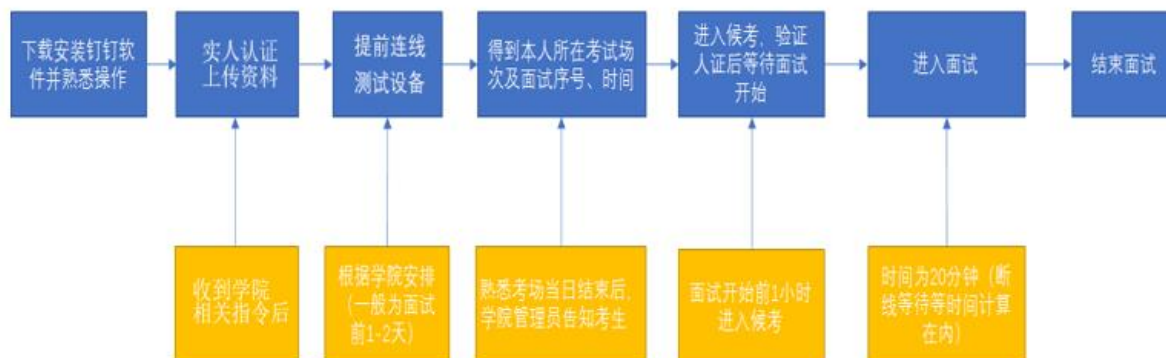 下载安装钉钉软
件并熟悉操作
实人认证
上传资料
提前连线
测试设备
得到本人所在考试场
次及面试序号、时间
进入候考、验证
人证后等待面试
开始
进入面试
结束面试
收到学院
相关指令后
根据学院安排
（一般为面试
前1-2天）
熟悉考场当日结束后，
学院管理员告知考生
面试开始前1小时
进入候考
时间为20分钟（断
线等待等时间计算
在内）